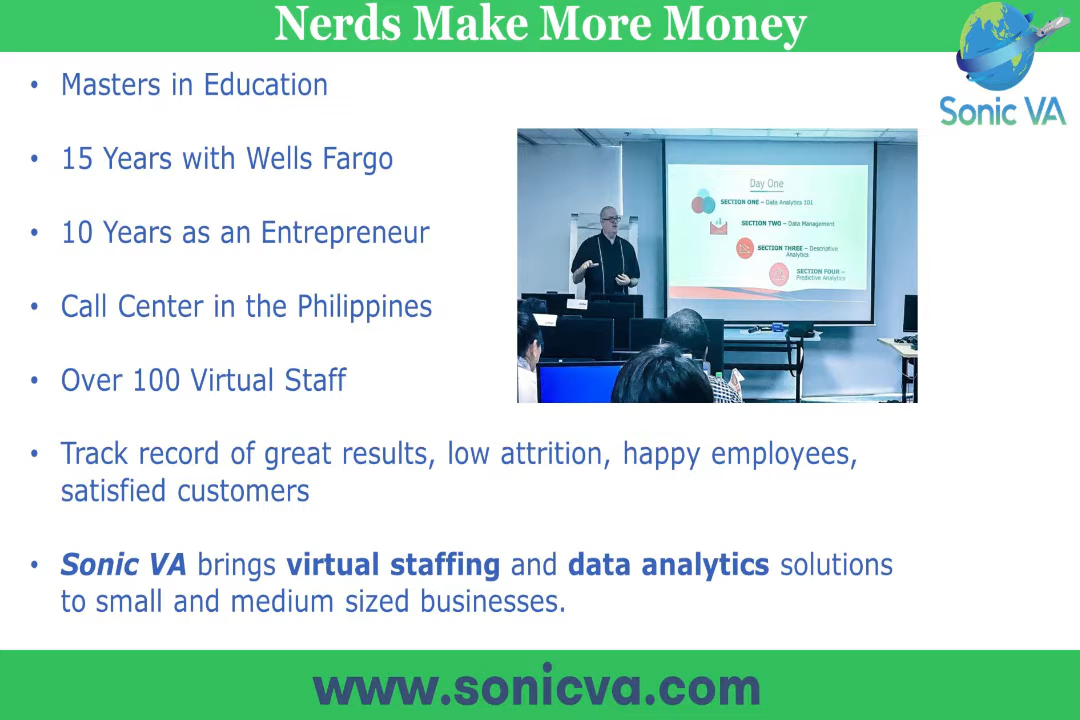 Nerds Make More Money
Sonic VA
• Masters in Education
• 15 Years with Wells Fargo
• 10 Years as an Entrepreneur
• Call Center in the Philippines
• Over 100 Virtual Staff
Day One
SECTION ONE – Data Analytics 101
SECTION TWO – Data Management
SECTION THREE – Descriptive
Analytics
SECTION FOUR –
Predictive Analytics
• Track record of great results, low attrition, happy employees,
satisfied customers
• Sonic VA brings virtual staffing and data analytics solutions
to small and medium sized businesses.
www.sonicva.com